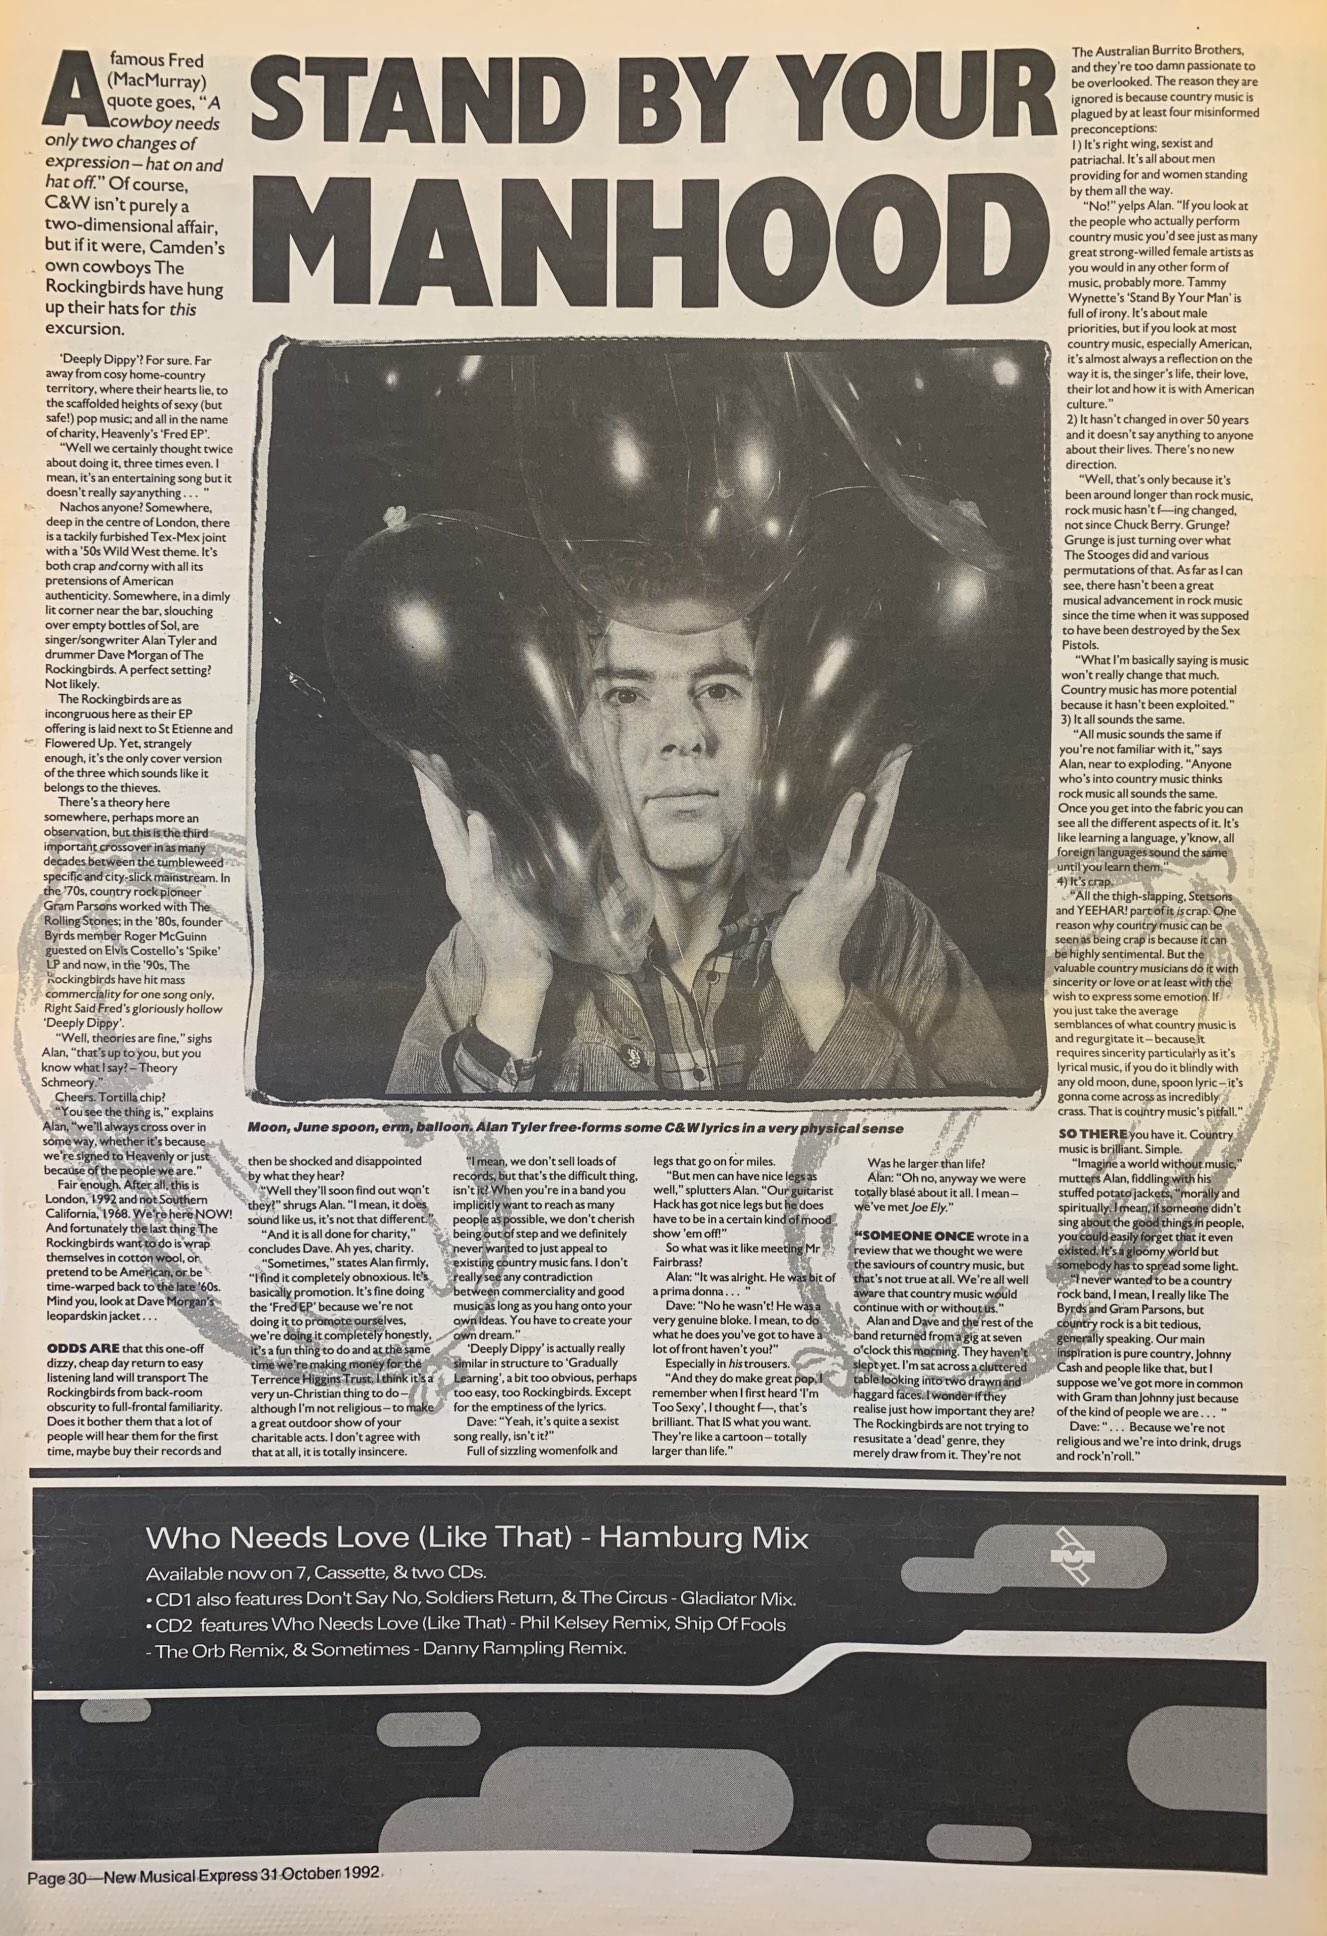 STAND BY YOUR
MANHOOD
A famous Fred
(MacMurray)
quote goes, “A
cowboy needs
only two changes of
expression – hat on and
hat off.” Of course,
C&W isn't purely a
two-dimensional affair,
but if it were, Camden's
own cowboys The
Rockingbirds have hung
up their hats for this
excursion.
‘Deeply Dippy’? For sure. Far
away from cosy home-country
territory, where their hearts lie, to
the scaffolded heights of sexy (but
safe!) pop music; and all in the name
of charity, Heavenly's ‘Fred EP’.
“Well we certainly thought twice
about doing it, three times even. I
mean, it's an entertaining song but it
doesn't really say anything . . . ”
Nachos anyone? Somewhere,
deep in the centre of London, there
is a tackily furbished Tex-Mex joint
with a '50s Wild West theme. It's
both crap and corny with all its
pretensions of American
authenticity. Somewhere, in a dimly
lit corner near the bar, slouching
over empty bottles of Sol, are
singer/songwriter Alan Tyler and
drummer Dave Morgan of The
Rockingbirds. A perfect setting?
Not likely.
The Rockingbirds are as
incongruous here as their EP
offering is laid next to St Etienne and
Flowered Up. Yet, strangely
enough, it's the only cover version
of the three which sounds like it
belongs to the thieves.
There's a theory here
somewhere, perhaps more an
observation, but this is the third
important crossover in as many
decades between the tumbleweed
specific and city-slick mainstream. In
the '70s, country rock pioneer
Gram Parsons worked with The
Rolling Stones; in the '80s, founder
Byrds member Roger McGuinn
guested on Elvis Costello's ‘Spike’
LP and now, in the '90s, The
Rockingbirds have hit mass
commerciality for one song only,
Right Said Fred's gloriously hollow
‘Deeply Dippy’.
“Well, theories are fine,” sighs
Alan, “that's up to you, but you
know what I say? – Theory
Schmeory.”
Cheers. Tortilla chip?
“You see the thing is,” explains
Alan, “we'll always cross over in
some way, whether it's because
we're signed to Heavenly or just
because of the people we are.”
Fair enough. After all, this is
London, 1992 and not Southern
California, 1968. We're here NOW!
And fortunately the last thing The
Rockingbirds want to do is wrap
themselves in cotton wool, or
pretend to be American, or be
time-warped back to the late '60s.
Mind you, look at Dave Morgan's
leopardskin jacket . . .
ODDS ARE that this one-off
dizzy, cheap day return to easy
listening land will transport The
Rockingbirds from back-room
obscurity to full-frontal familiarity.
Does it bother them that a lot of
people will hear them for the first
time, maybe buy their records and
Moon, June spoon, erm, balloon. Alan Tyler free-forms some C&W lyrics in a very physical sense
then be shocked and disappointed
by what they hear?
“Well they'll soon find out won't
they?” shrugs Alan. “I mean, it does
sound like us, it's not that different.”
“And it is all done for charity,”
concludes Dave. Ah yes, charity.
“Sometimes,” states Alan firmly,
“I find it completely obnoxious. It's
basically promotion. It's fine doing
the ‘Fred EP’ because we're not
doing it to promote ourselves,
we're doing it completely honestly,
it's a fun thing to do and at the same
time we're making money for the
Terrence Higgins Trust. I think it's a
very un-Christian thing to do –
although I'm not religious – to make
a great outdoor show of your
charitable acts. I don't agree with
that at all, it is totally insincere.
“I mean, we don't sell loads of
records, but that's the difficult thing,
isn't it? When you're in a band you
implicitly want to reach as many
people as possible, we don't cherish
being out of step and we definitely
never wanted to just appeal to
existing country music fans. I don't
really see any contradiction
between commerciality and good
music as long as you hang onto your
own ideas. You have to create your
own dream.”
‘Deeply Dippy’ is actually really
similar in structure to ‘Gradually
Learning’, a bit too obvious, perhaps
too easy, too Rockingbirds. Except
for the emptiness of the lyrics.
Dave: “Yeah, it's quite a sexist
song really, isn't it?”
Full of sizzling womenfolk and
legs that go on for miles.
“But men can have nice legs as
well,” splutters Alan. “Our guitarist
Hack has got nice legs but he does
have to be in a certain kind of mood
show 'em off!”
So what was it like meeting Mr
Fairbrass?
Alan: “It was alright. He was bit of
a prima donna . . . ”
Dave: “No he wasn't! He was a
very genuine bloke. I mean, to do
what he does you've got to have a
lot of front haven't you?”
Especially in his trousers.
“And they do make great pop, I
remember when I first heard ‘I'm
Too Sexy’, I thought f—, that's
brilliant. That IS what you want.
They're like a cartoon – totally
larger than life.”
Was he larger than life?
Alan: “Oh no, anyway we were
totally blasé about it all. I mean –
we've met Joe Ely.”
“SOMEONE ONCE wrote in a
review that we thought we were
the saviours of country music, but
that's not true at all. We're all well
aware that country music would
continue with or without us.”
Alan and Dave and the rest of the
band returned from a gig at seven
o'clock this morning. They haven't
slept yet. I'm sat across a cluttered
table looking into two drawn and
haggard faces. I wonder if they
realise just how important they are?
The Rockingbirds are not trying to
resusitate a ‘dead’ genre, they
merely draw from it. They're not
The Australian Burrito Brothers,
and they're too damn passionate to
be overlooked. The reason they are
ignored is because country music is
plagued by at least four misinformed
preconceptions:
1) It's right wing, sexist and
patriachal. It's all about men
providing for and women standing
by them all the way.
“No!” yelps Alan. “If you look at
the people who actually perform
country music you'd see just as many
great strong-willed female artists as
you would in any other form of
music, probably more. Tammy
Wynette's ‘Stand By Your Man’ is
full of irony. It's about male
priorities, but if you look at most
country music, especially American,
it's almost always a reflection on the
way it is, the singer's life, their love,
their lot and how it is with American
culture.”
2) It hasn't changed in over 50 years
and it doesn't say anything to anyone
about their lives. There's no new
direction.
“Well, that's only because it's
been around longer than rock music,
rock music hasn't f—ing changed,
not since Chuck Berry. Grunge?
Grunge is just turning over what
The Stooges did and various
permutations of that. As far as I can
see, there hasn't been a great
musical advancement in rock music
since the time when it was supposed
to have been destroyed by the Sex
Pistols.
“What I'm basically saying is music
won't really change that much.
Country music has more potential
because it hasn't been exploited.”
3) It all sounds the same.
“All music sounds the same if
you're not familiar with it,” says
Alan, near to exploding. “Anyone
who's into country music thinks
rock music all sounds the same.
Once you get into the fabric you can
see all the different aspects of it. It's
like learning a language, y'know, all
foreign languages sound the same
until you learn them.”
4) It's crap.
“All the thigh-slapping, Stetsons
and YEEHAR! part of it is crap. One
reason why country music can be
seen as being crap is because it can
be highly sentimental. But the
valuable country musicians do it with
sincerity or love or at least with the
wish to express some emotion. If
you just take the average
semblances of what country music is
and regurgitate it – because it
requires sincerity particularly as it's
lyrical music, if you do it blindly with
any old moon, dune, spoon lyric – it's
gonna come across as incredibly
crass. That is country music's pitfall.”
SO THERE you have it. Country
music is brilliant. Simple.
“Imagine a world without music,”
mutters Alan, fiddling with his
stuffed potato jackets, “morally and
spiritually. I mean, if someone didn't
sing about the good things in people,
you could easily forget that it even
existed. It's a gloomy world but
somebody has to spread some light.
“I never wanted to be a country
rock band, I mean, I really like The
Byrds and Gram Parsons, but
country rock is a bit tedious,
generally speaking. Our main
inspiration is pure country, Johnny
Cash and people like that, but I
suppose we've got more in common
with Gram than Johnny just because
of the kind of people we are . . . ”
Dave: “ . . . Because we're not
religious and we're into drink, drugs
and rock'n'roll.”
Who Needs Love (Like That) - Hamburg Mix
Available now on 7, Cassette, & two CDs.
• CD1 also features Don't Say No, Soldiers Return, & The Circus - Gladiator Mix.
• CD2 features Who Needs Love (Like That) - Phil Kelsey Remix, Ship Of Fools
- The Orb Remix, & Sometimes - Danny Rampling Remix.
Page 30—New Musical Express 31 October 1992